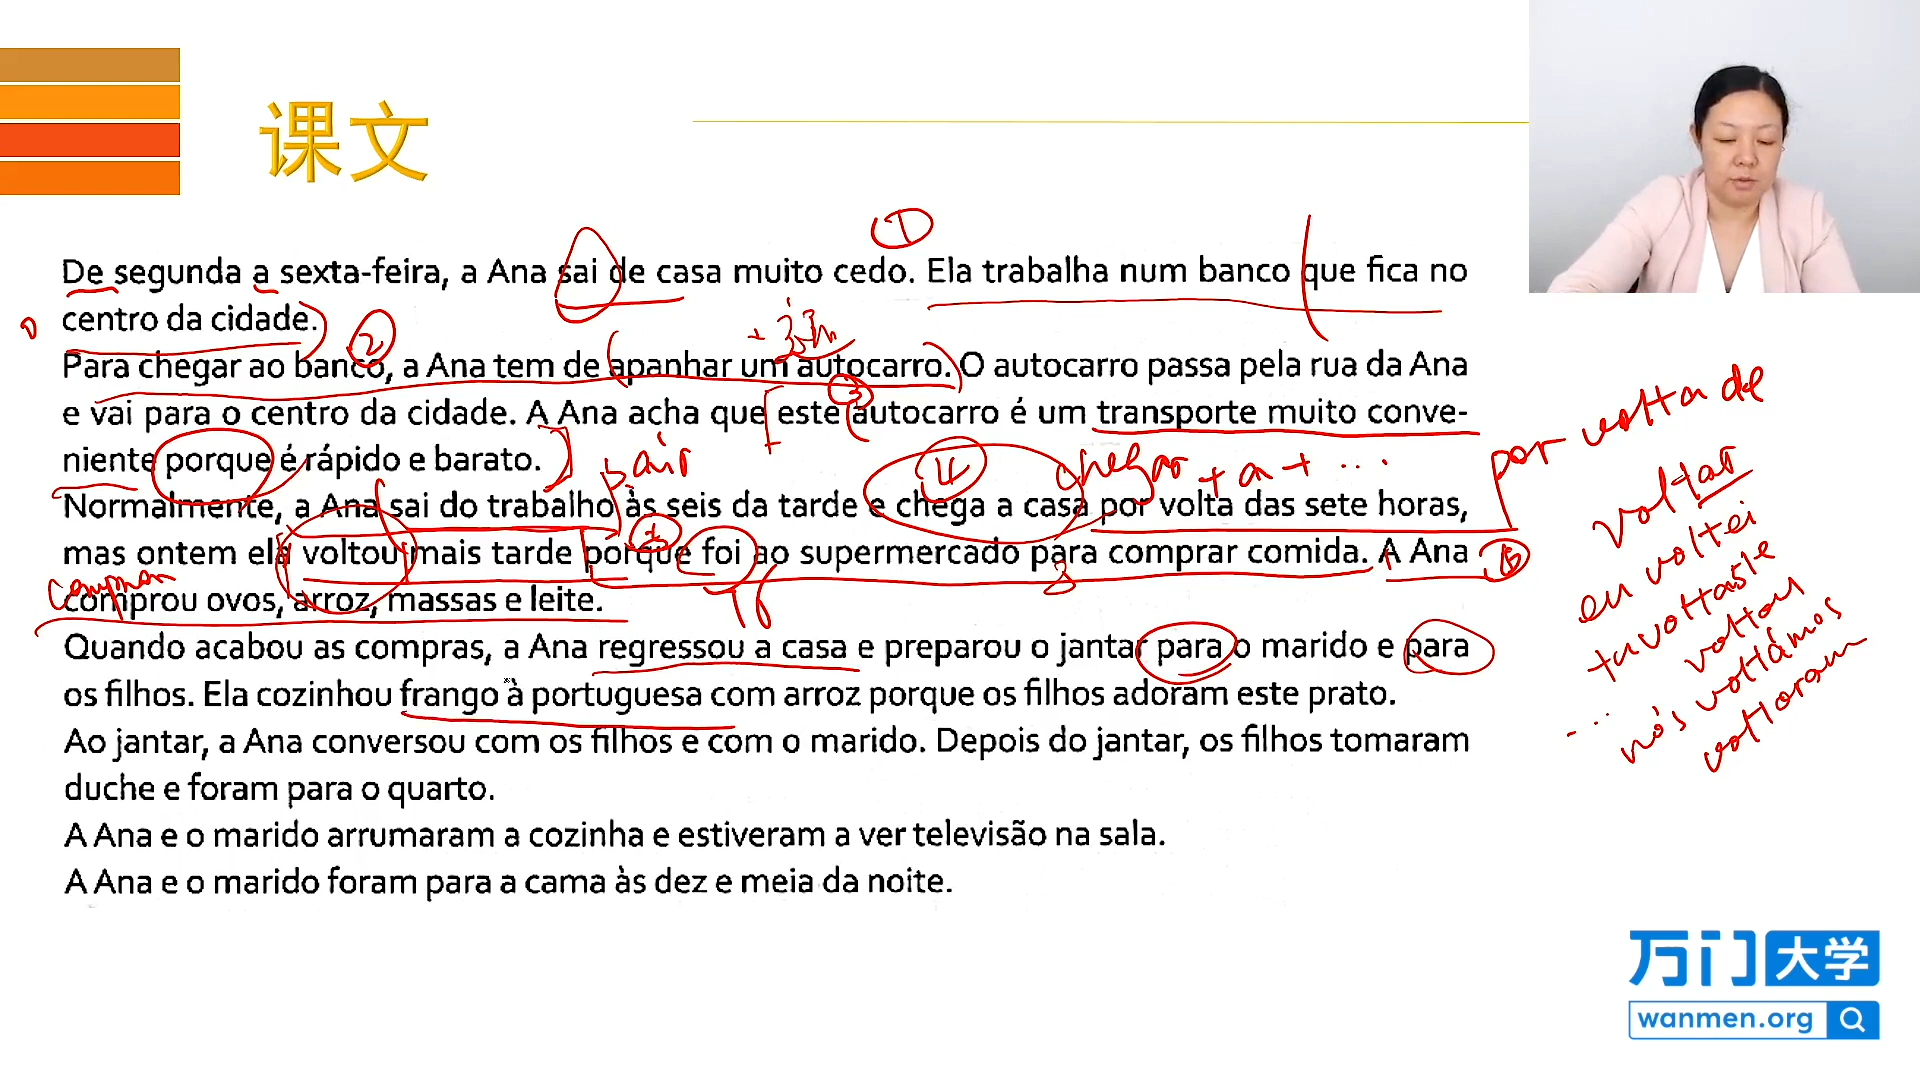 课文
①
De segunda a sexta-feira, a Ana sai de casa muito cedo. Ela trabalha num banco que fica no
centro da cidade.
②
Para chegar ao banco, a Ana tem de apanhar um autocarro. O autocarro passa pela rua da Ana
③
e vai para o centro da cidade. A Ana acha que este autocarro é um transporte muito conve-
niente porque é rápido e barato.
sair
④
chegar + a + ...
por volta de
Normalmente, a Ana sai do trabalho às seis da tarde e chega a casa por volta das sete horas,
mas ontem ela voltou mais tarde porque foi ao supermercado para comprar comida. A Ana
⑤
⑥
comprar
comprou ovos, arroz, massas e leite.
voltar
eu voltei
tu voltaste
voltou
nós voltámos
... voltaram
Quando acabou as compras, a Ana regressou a casa e preparou o jantar para o marido e para
os filhos. Ela cozinhou frango à portuguesa com arroz porque os filhos adoram este prato.
Ao jantar, a Ana conversou com os filhos e com o marido. Depois do jantar, os filhos tomaram
duche e foram para o quarto.
A Ana e o marido arrumaram a cozinha e estiveram a ver televisão na sala.
A Ana e o marido foram para a cama às dez e meia da noite.
万门大学
wanmen.org